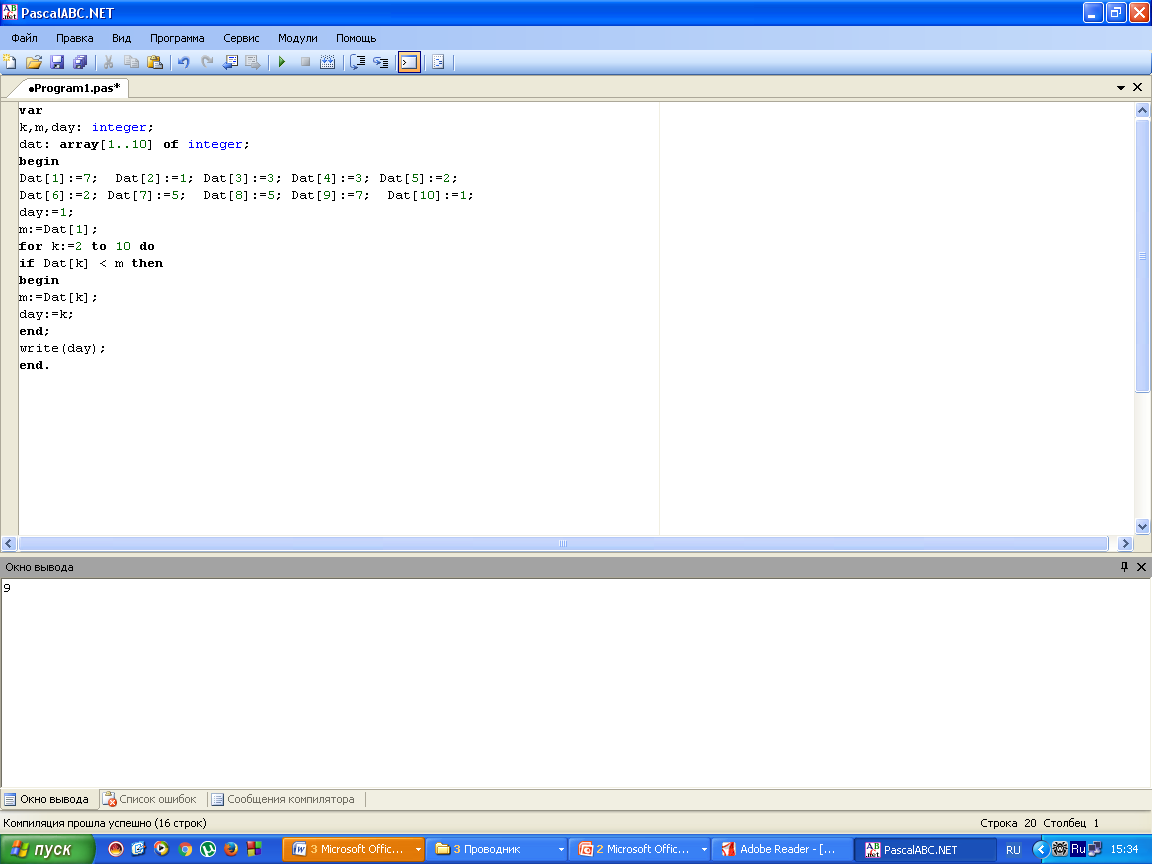 PascalABC.NET
Файл Правка Вид Программа Сервис Модули Помощь
•Program1.pas*
var
k,m,day: integer;
dat: array[1..10] of integer;
begin
Dat[1]:=7; Dat[2]:=1; Dat[3]:=3; Dat[4]:=3; Dat[5]:=2;
Dat[6]:=2; Dat[7]:=5; Dat[8]:=5; Dat[9]:=7; Dat[10]:=1;
day:=1;
m:=Dat[1];
for k:=2 to 10 do
if Dat[k] < m then
begin
m:=Dat[k];
day:=k;
end;
write(day);
end.
Окно вывода
9
Окно вывода Список ошибок Сообщения компилятора
Компиляция прошла успешно (16 строк) Строка 20 Столбец 1
пуск 3 Microsoft Offic... 3 Проводник 2 Microsoft Offic... Adobe Reader - [... PascalABC.NET RU Ru 15:34